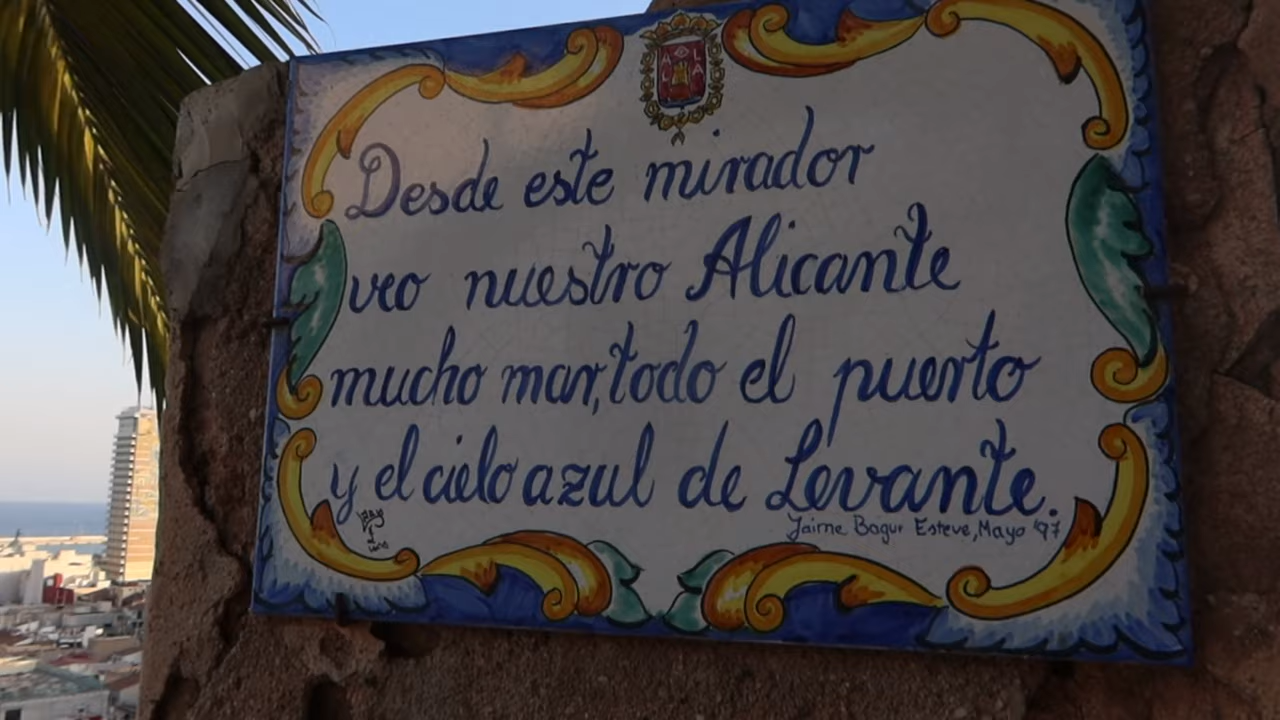 Desde este mirador
veo nuestro Alicante
mucho mar, todo el puerto
y el cielo azul de Levante.
Jaime Bagur Esteve, Mayo '97